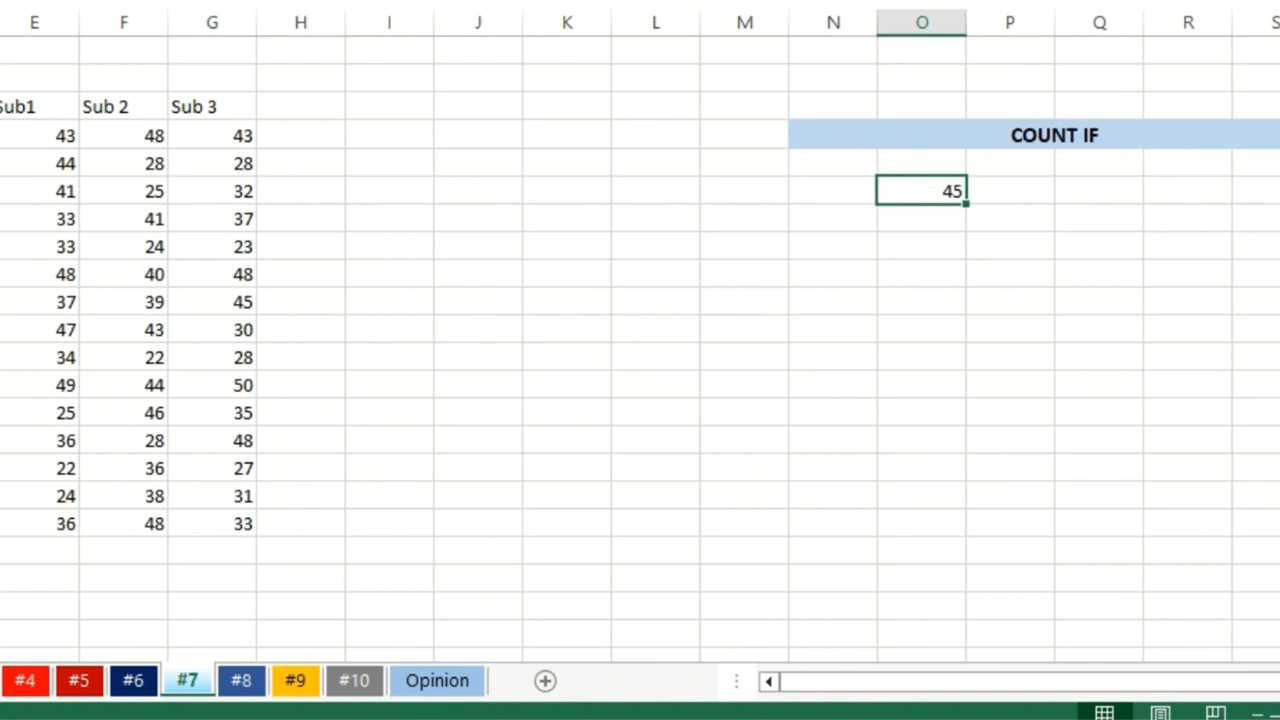 E F G H I J K L M N O P Q R S
Sub1 Sub 2 Sub 3
43 48 43 COUNT IF
44 28 28
41 25 32 45
33 41 37
33 24 23
48 40 48
37 39 45
47 43 30
34 22 28
49 44 50
25 46 35
36 28 48
22 36 27
24 38 31
36 48 33
#4 #5 #6 #7 #8 #9 #10 Opinion